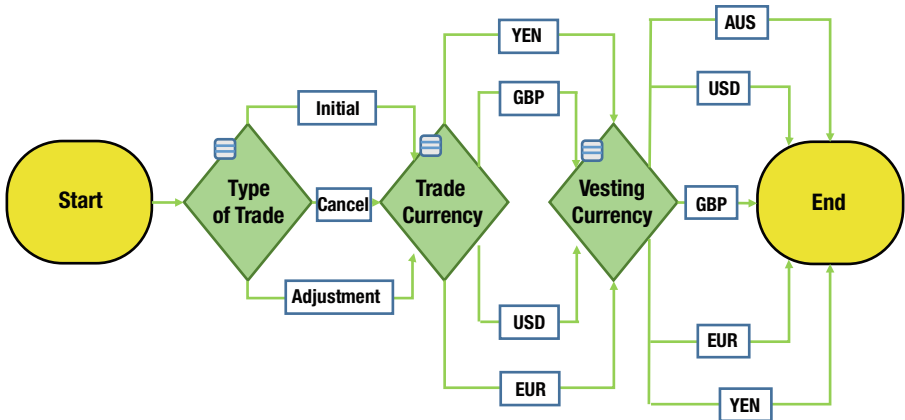 Start
Type
of Trade
Initial
Cancel
Adjustment
Trade
Currency
YEN
GBP
USD
EUR
Vesting
Currency
AUS
USD
GBP
EUR
YEN
End